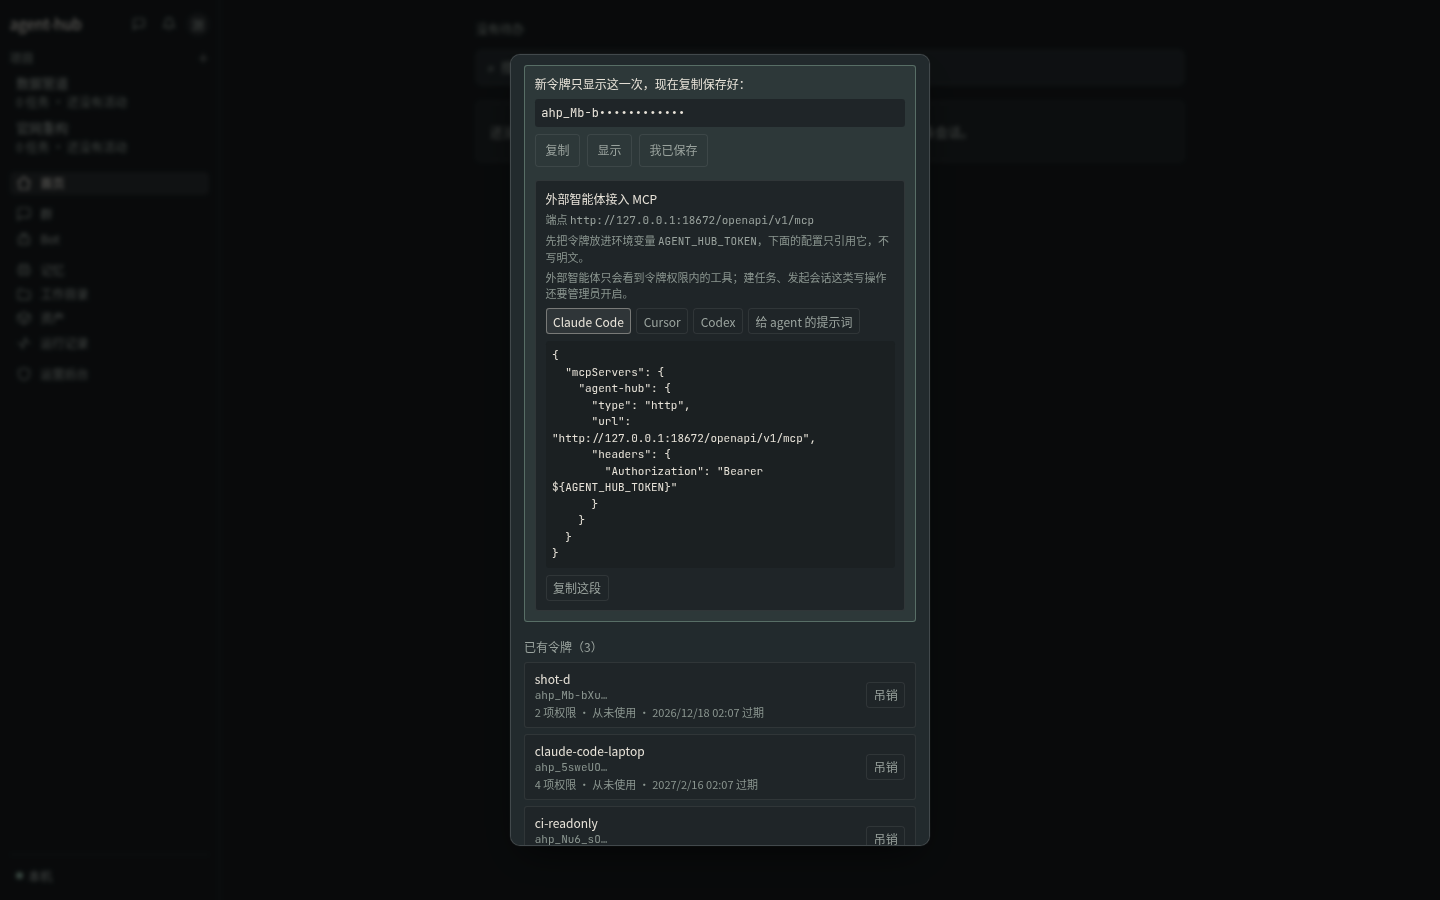 agent-hub
新令牌只显示这一次，现在复制保存好：
ahp_Mb-b••••••••••••
复制 显示 我已保存
外部智能体接入 MCP
端点 http://127.0.0.1:18672/openapi/v1/mcp
先把令牌放进环境变量 AGENT_HUB_TOKEN，下面的配置只引用它，不
写明文。
外部智能体只会看到令牌权限内的工具；建任务、发起会话这类写操作
还要管理员开启。
Claude Code Cursor Codex 给 agent 的提示词
{
"mcpServers": {
"agent-hub": {
"type": "http",
"url":
"http://127.0.0.1:18672/openapi/v1/mcp",
"headers": {
"Authorization": "Bearer
${AGENT_HUB_TOKEN}"
}
}
}
}
复制这段
已有令牌（3）
shot-d
ahp_Mb-bXu…
2 项权限 · 从未使用 · 2026/12/18 02:07 过期
吊销
claude-code-laptop
ahp_5sweUO…
4 项权限 · 从未使用 · 2027/2/16 02:07 过期
吊销
ci-readonly
ahp_Nu6_sO…
吊销